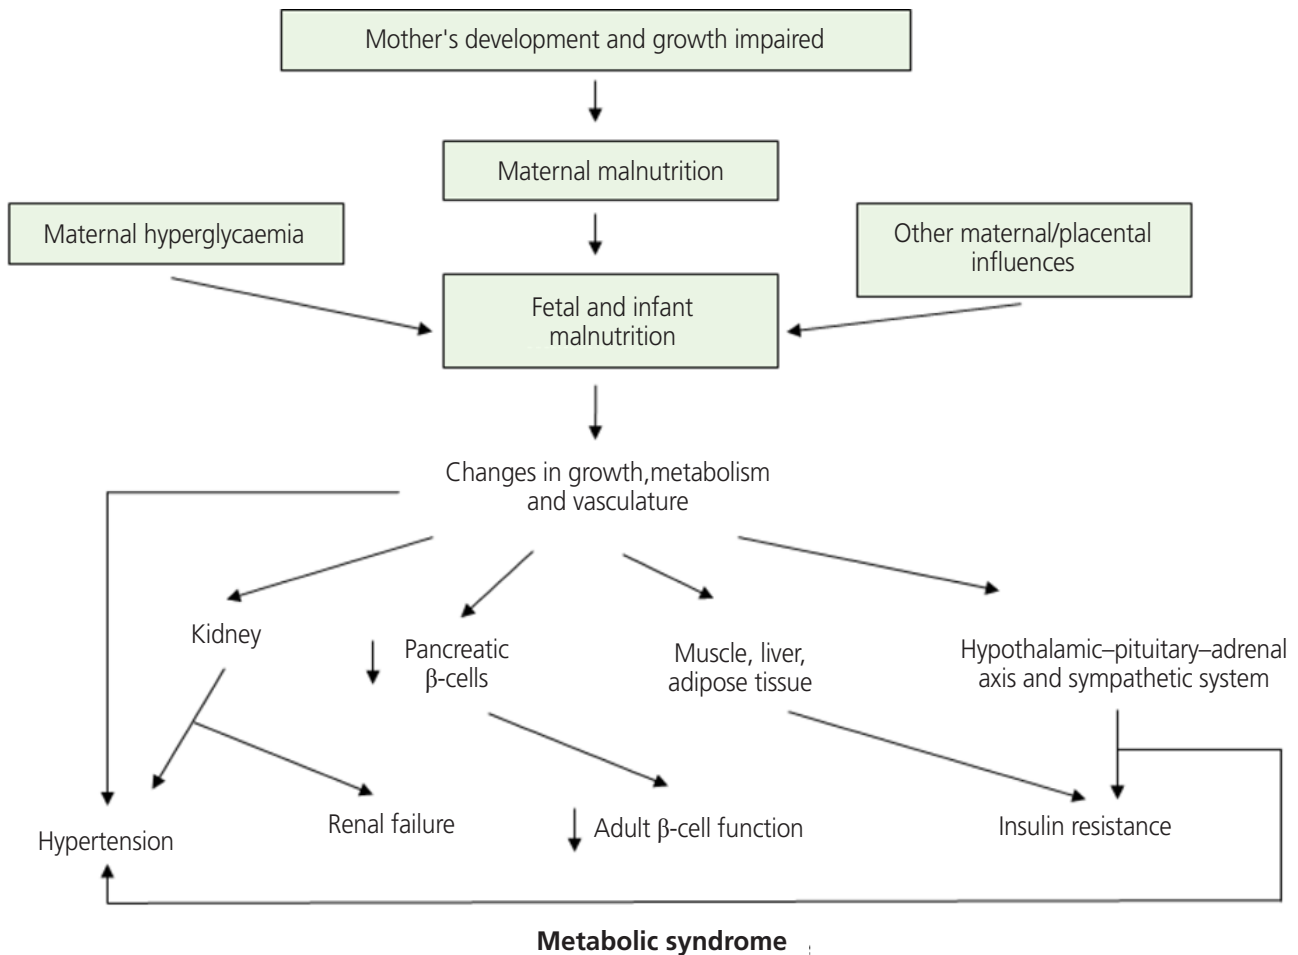 Mother's development and growth impaired
Maternal malnutrition
Maternal hyperglycaemia
Other maternal/placental
influences
Fetal and infant
malnutrition
Changes in growth,metabolism
and vasculature
Kidney
Pancreatic
β-cells
Muscle, liver,
adipose tissue
Hypothalamic–pituitary–adrenal
axis and sympathetic system
Hypertension
Renal failure
Adult β-cell function
Insulin resistance
Metabolic syndrome